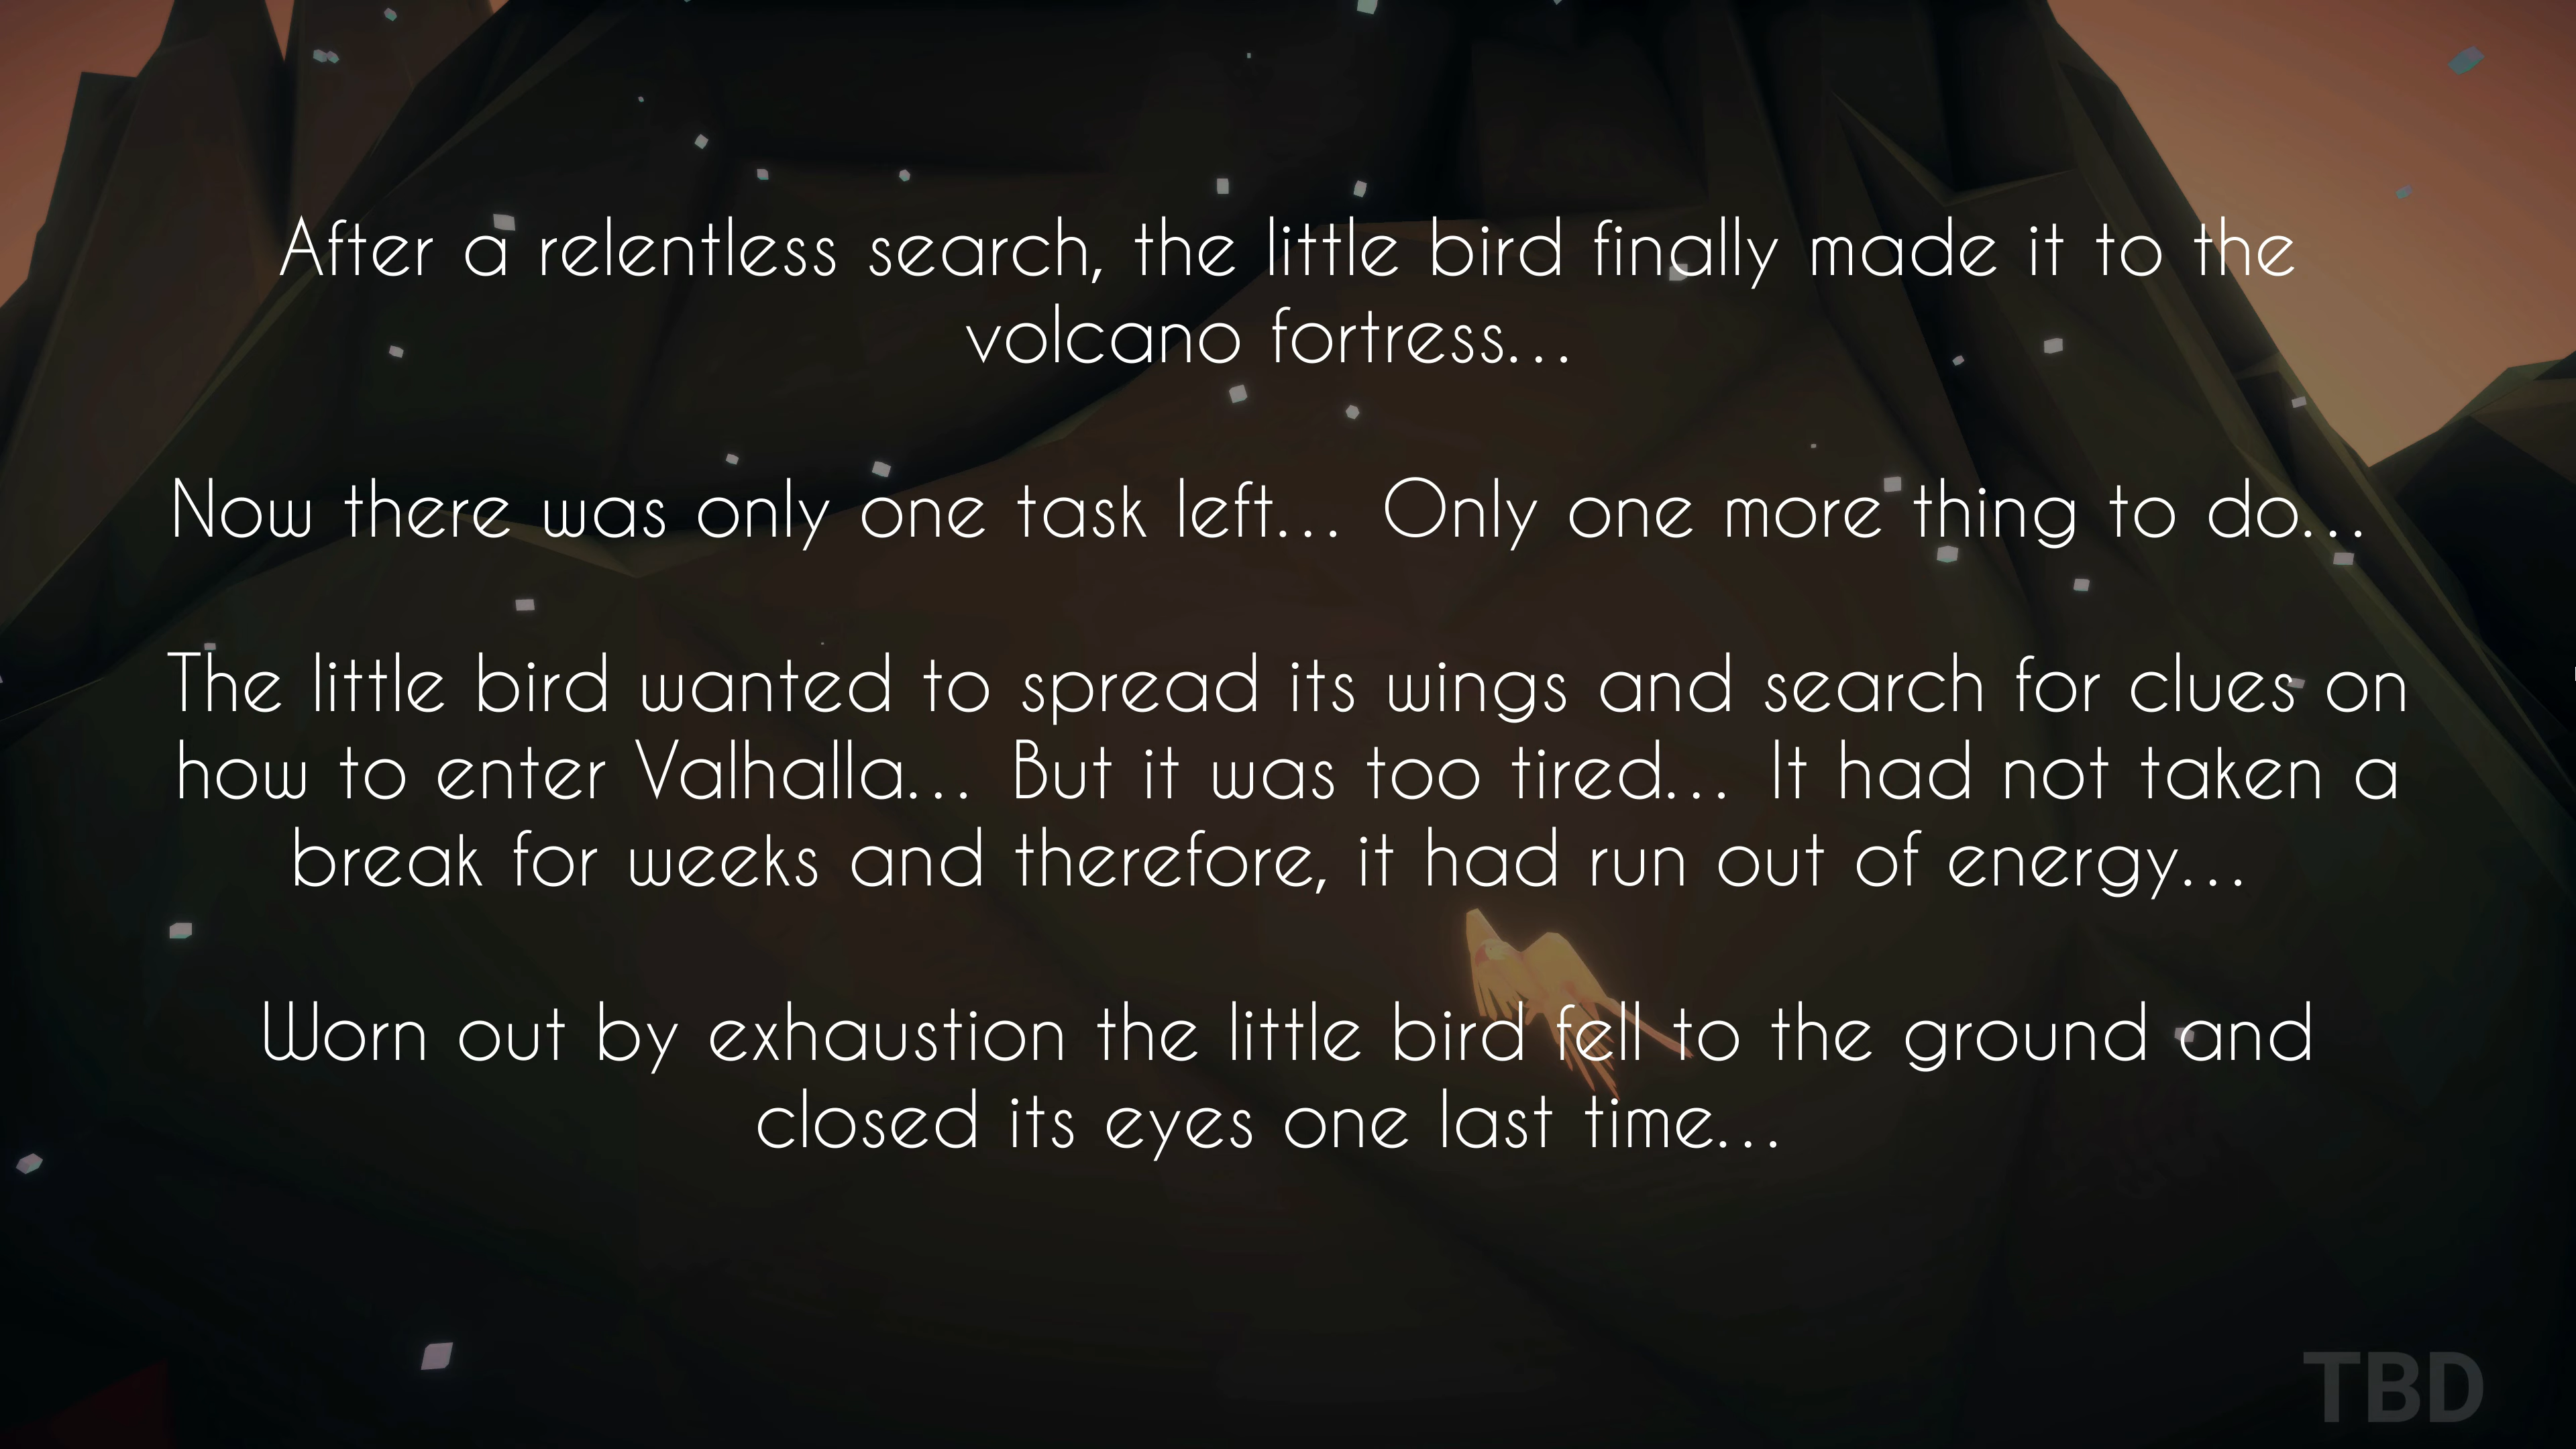 After a relentless search, the little bird finally made it to the
volcano fortress...
Now there was only one task left... Only one more thing to do...
The little bird wanted to spread its wings and search for clues on
how to enter Valhalla... But it was too tired... It had not taken a
break for weeks and therefore, it had run out of energy...
Worn out by exhaustion the little bird fell to the ground and
closed its eyes one last time...
TBD